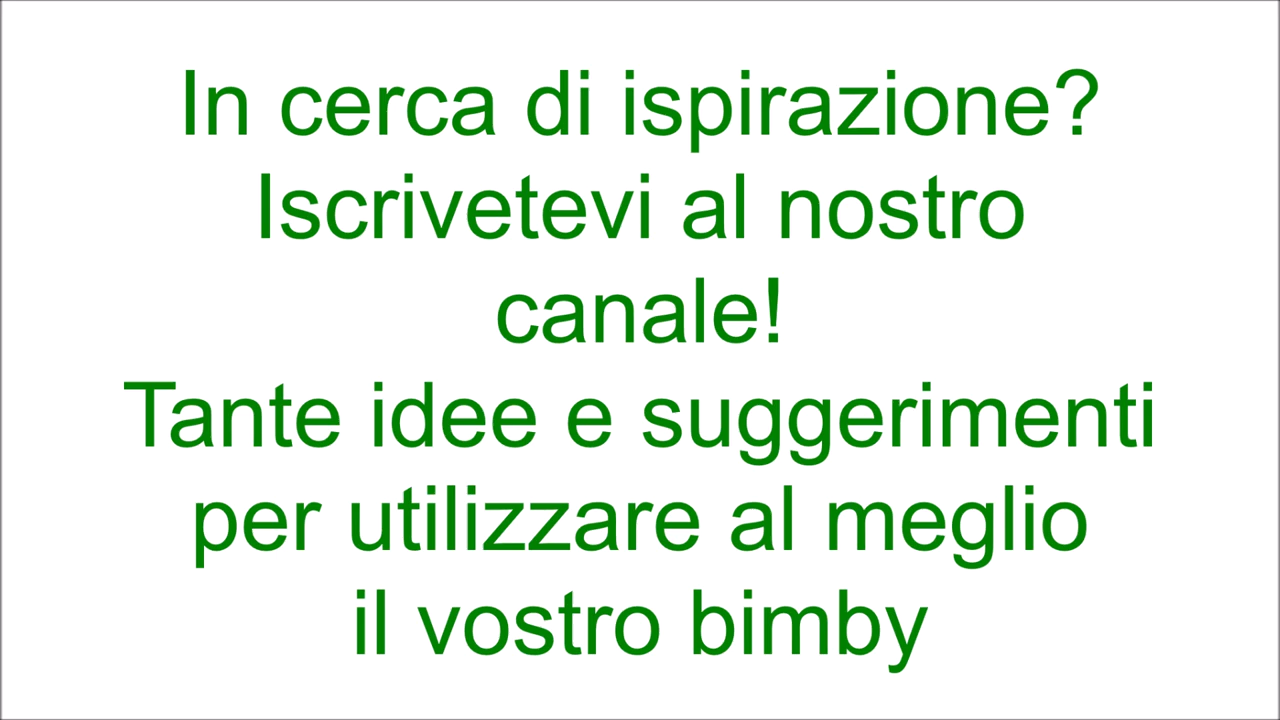 In cerca di ispirazione?
Iscrivetevi al nostro
canale!
Tante idee e suggerimenti
per utilizzare al meglio
il vostro bimby